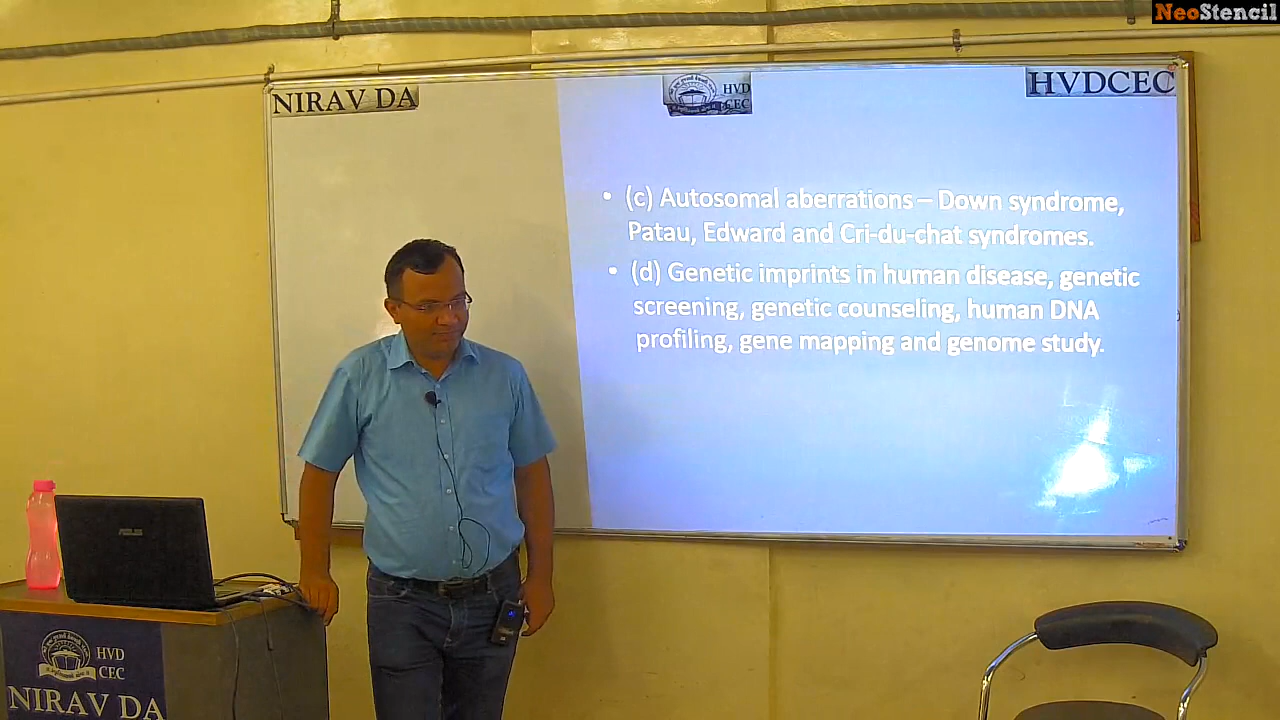 NeoStencil
NIRAV DA
HVD
CEC
HVDCEC
• (c) Autosomal aberrations – Down syndrome,
Patau, Edward and Cri-du-chat syndromes.
• (d) Genetic imprints in human disease, genetic
screening, genetic counseling, human DNA
profiling, gene mapping and genome study.
HVD
CEC
NIRAV DA